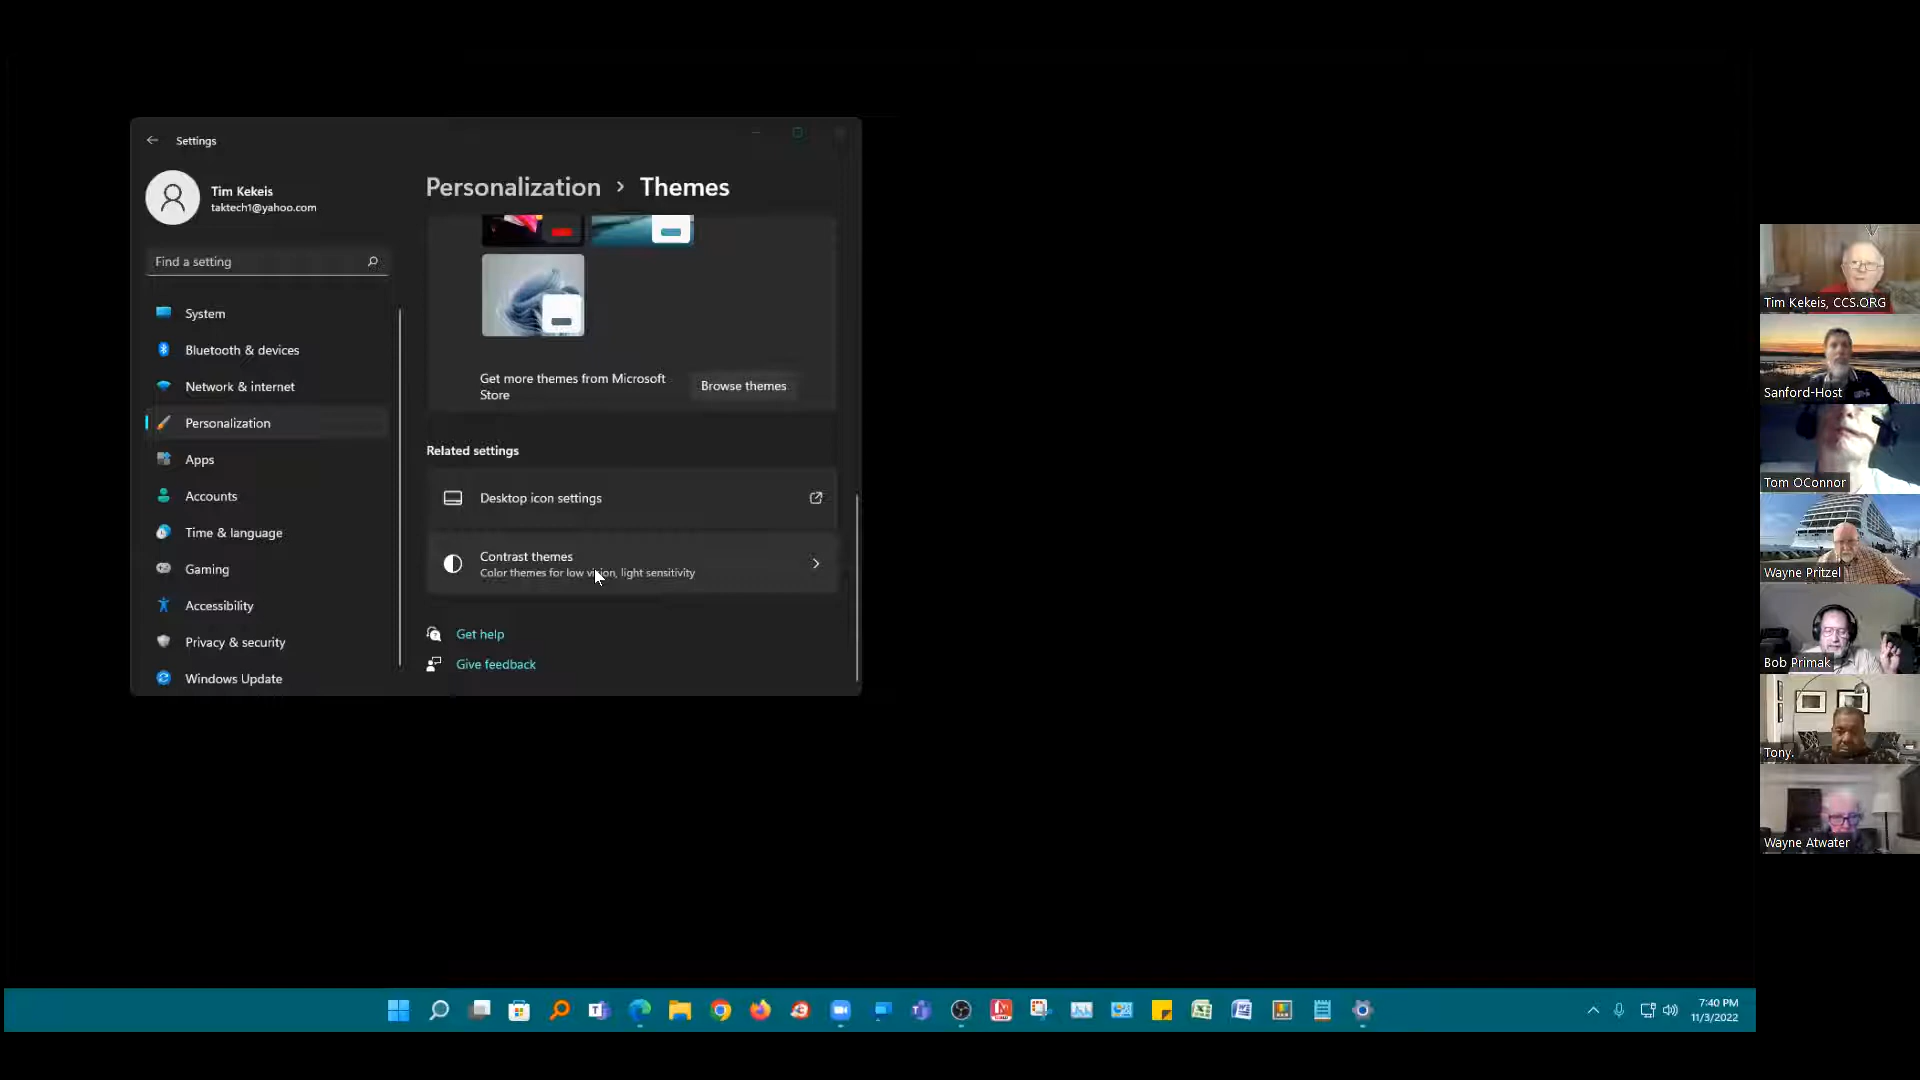 Settings
Tim Kekeis
taktech1@yahoo.com
Find a setting
System
Bluetooth & devices
Network & internet
Personalization
Apps
Accounts
Time & language
Gaming
Accessibility
Privacy & security
Windows Update
Personalization > Themes
Get more themes from Microsoft
Store
Browse themes
Related settings
Desktop icon settings
Contrast themes
Color themes for low vision, light sensitivity
Get help
Give feedback
Tim Kekeis, CCS.ORG
Sanford-Host
Tom OConnor
Wayne Pritzel
Bob Primak
Tony.
Wayne Atwater
7:40 PM
11/3/2022